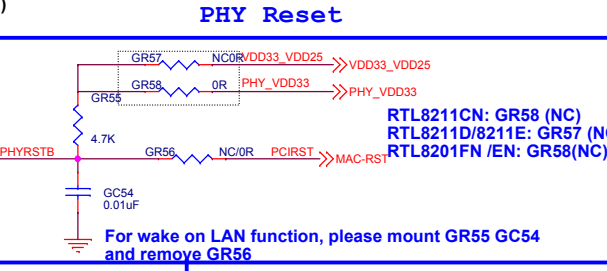 )
PHY Reset
GR57 NC0R VDD33_VDD25 VDD33_VDD25
GR58 0R PHY_VDD33 PHY_VDD33
GR55
4.7K
RTL8211CN: GR58 (NC)
RTL8211D/8211E: GR57 (NC
RTL8201FN /EN: GR58(NC)
PHYRSTB GR56 NC/0R PCIRST MAC-RST
GC54
0.01uF
For wake on LAN function, please mount GR55 GC54
and remove GR56